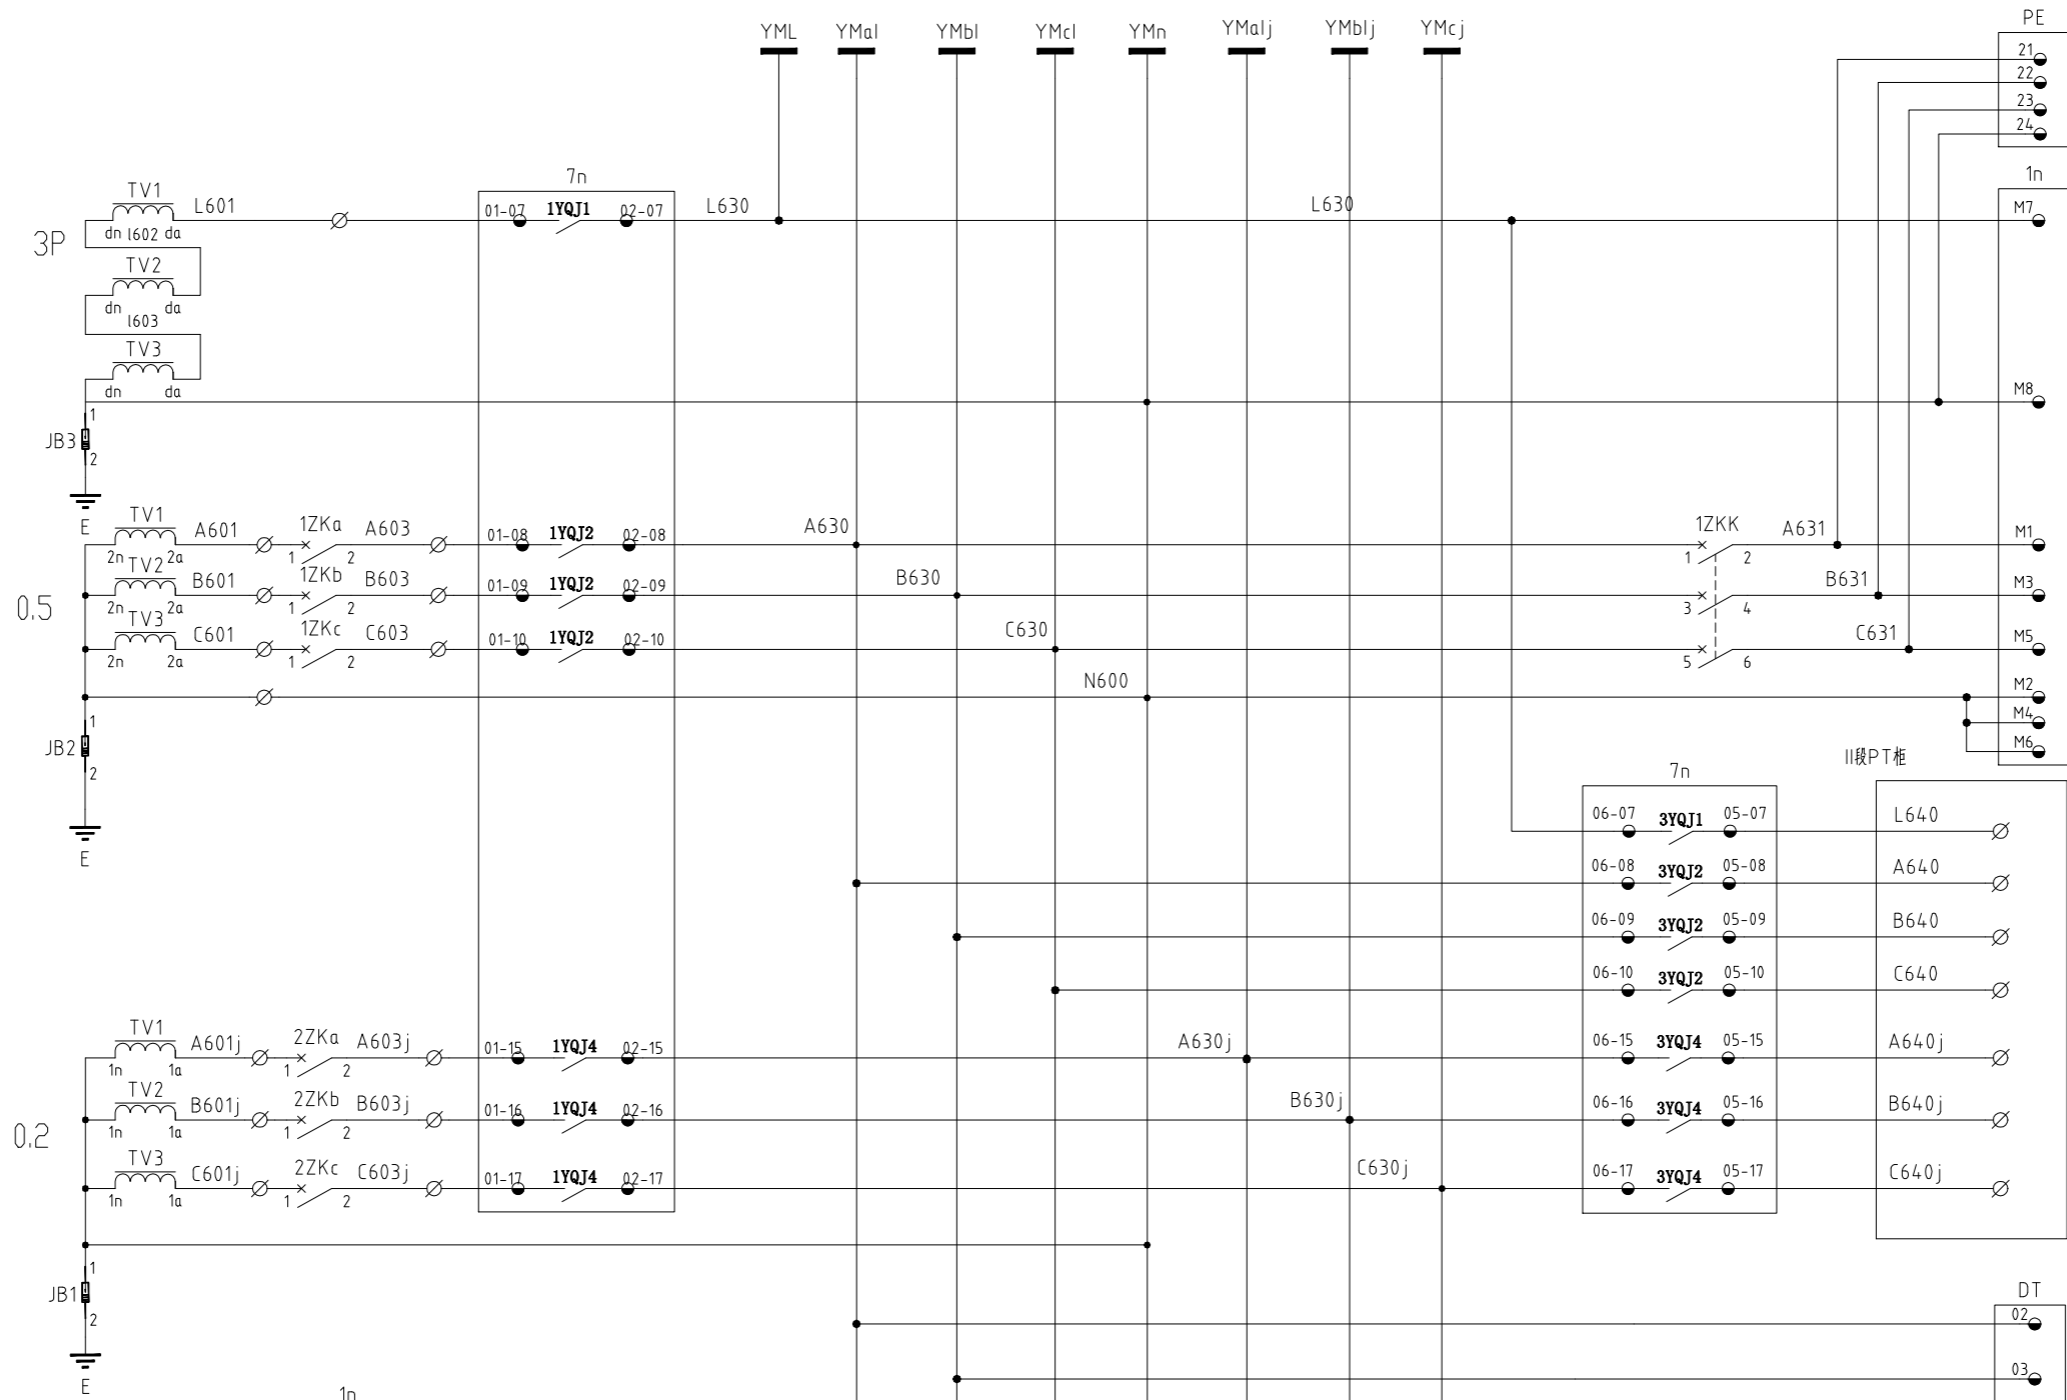 YML YMal YMbl YMcl YMn YMalj YMblj YMcj PE
21
22
23
24
7n 1n
TV1 L601 01-07 1YQJ1 02-07 L630 L630 M7
3P dn l602 da
TV2
dn da
l603
TV3
dn da M8
1
JB3
2
E
TV1 A601 1ZKa A603 01-08 1YQJ2 02-08 A630 1ZKK A631 M1
2n 2a 1 2 1 2
TV2 B601 1ZKb B603 01-09 1YQJ2 02-09 B630 B631 M3
0.5 2n 2a 1 2 3 4
TV3 C601 1ZKc C603 01-10 1YQJ2 02-10 C630 C631 M5
2n 2a 1 2 5 6
N600 M2
1 M4
JB2 M6
2
E
7n II段PT柜
06-07 3YQJ1 05-07 L640
06-08 3YQJ2 05-08 A640
06-09 3YQJ2 05-09 B640
06-10 3YQJ2 05-10 C640
TV1 A601j 2ZKa A603j 01-15 1YQJ4 02-15 A630j 06-15 3YQJ4 05-15 A640j
1n 1a 1 2
TV2 B601j 2ZKb B603j 01-16 1YQJ4 02-16 B630j 06-16 3YQJ4 05-16 B640j
0.2 1n 1a 1 2
TV3 C601j 2ZKc C603j 01-17 1YQJ4 02-17 C630j 06-17 3YQJ4 05-17 C640j
1n 1a 1 2
1
JB1
2
E
DT
02
03
1n